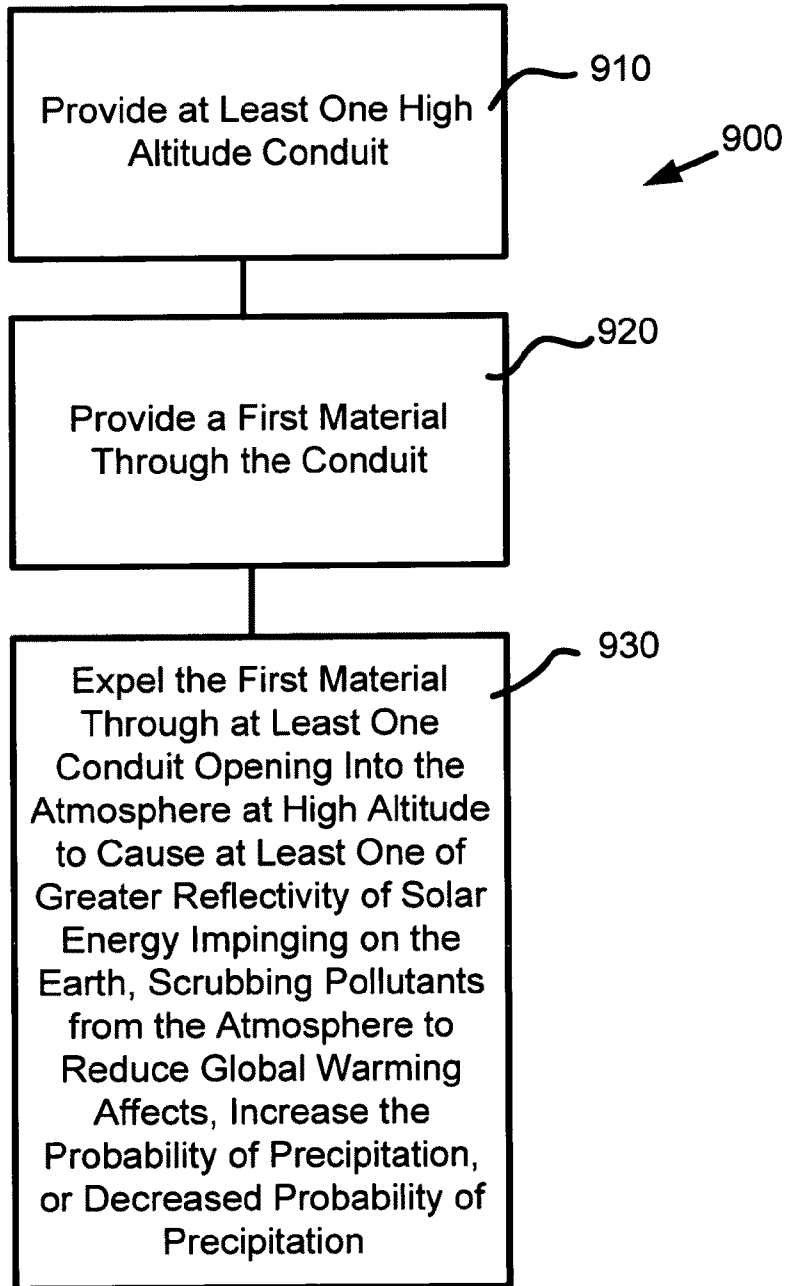 Provide at Least One High
Altitude Conduit
910
900
Provide a First Material
Through the Conduit
920
Expel the First Material
Through at Least One
Conduit Opening Into the
Atmosphere at High Altitude
to Cause at Least One of
Greater Reflectivity of Solar
Energy Impinging on the
Earth, Scrubbing Pollutants
from the Atmosphere to
Reduce Global Warming
Affects, Increase the
Probability of Precipitation,
or Decreased Probability of
Precipitation
930